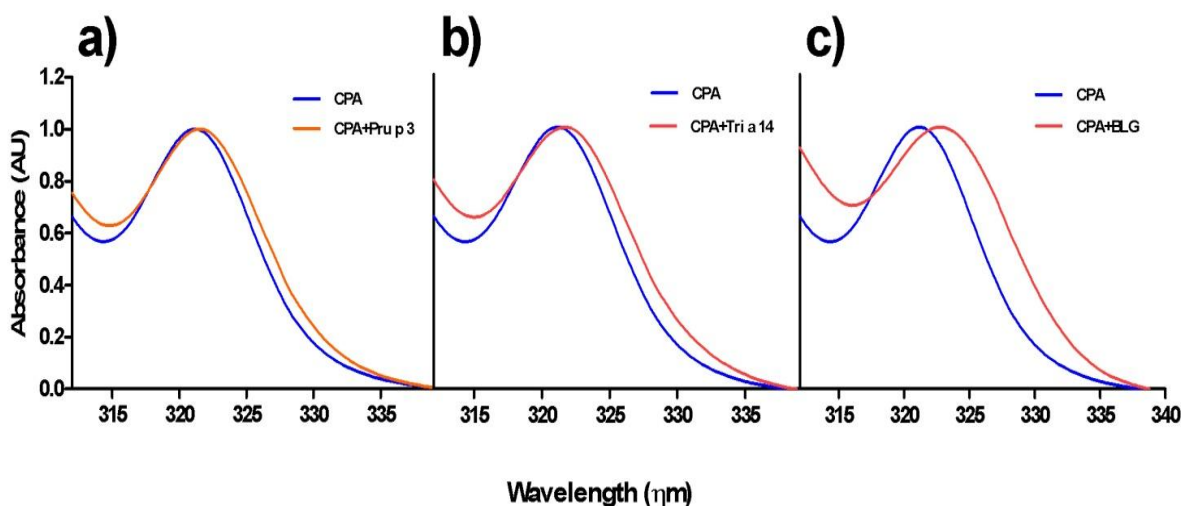 a)
b)
c)
CPA
CPA+Pru p 3
CPA
CPA+Tri a 14
CPA
CPA+BLG
Absorbance (AU)
1.2
1.0
0.8
0.6
0.4
0.2
0.0
315 320 325 330 335
315 320 325 330 335
315 320 325 330 335 340
Wavelength (ηm)